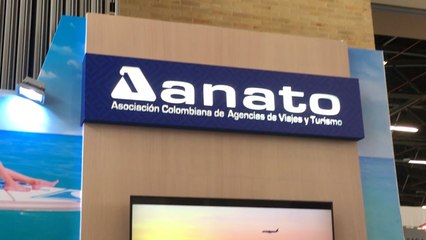 anato
Asociación Colombiana de Agencias de Viajes y Turismo